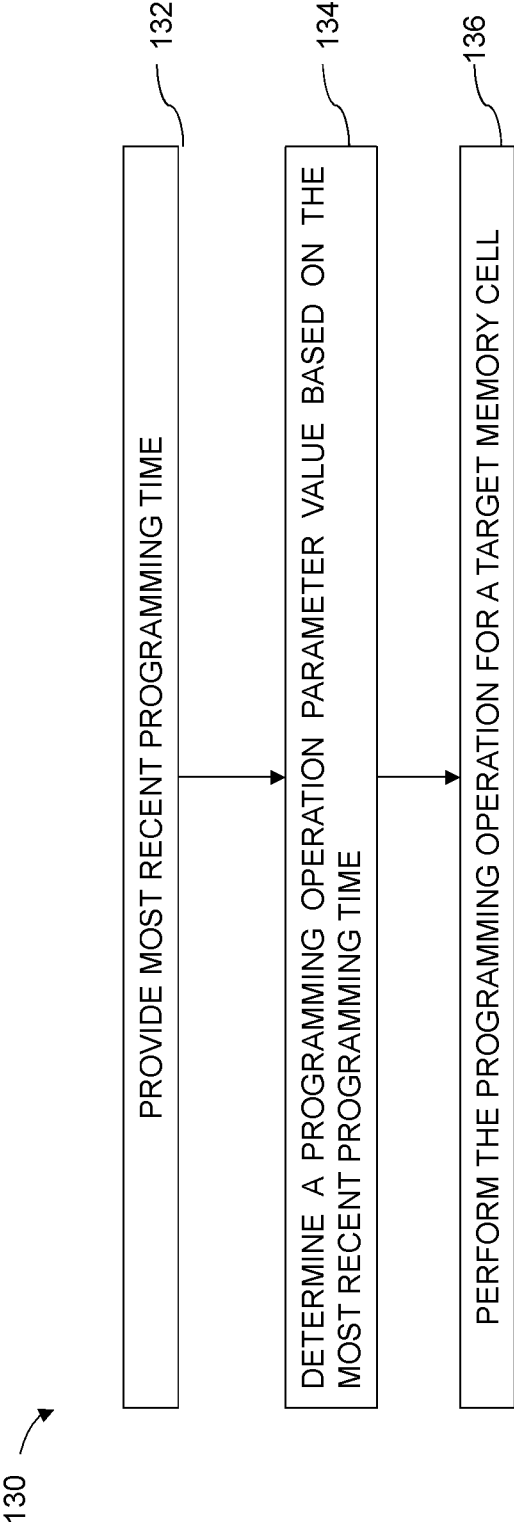 130
PROVIDE MOST RECENT PROGRAMMING TIME
132
DETERMINE A PROGRAMMING OPERATION PARAMETER VALUE BASED ON THE
MOST RECENT PROGRAMMING TIME
134
PERFORM THE PROGRAMMING OPERATION FOR A TARGET MEMORY CELL
136